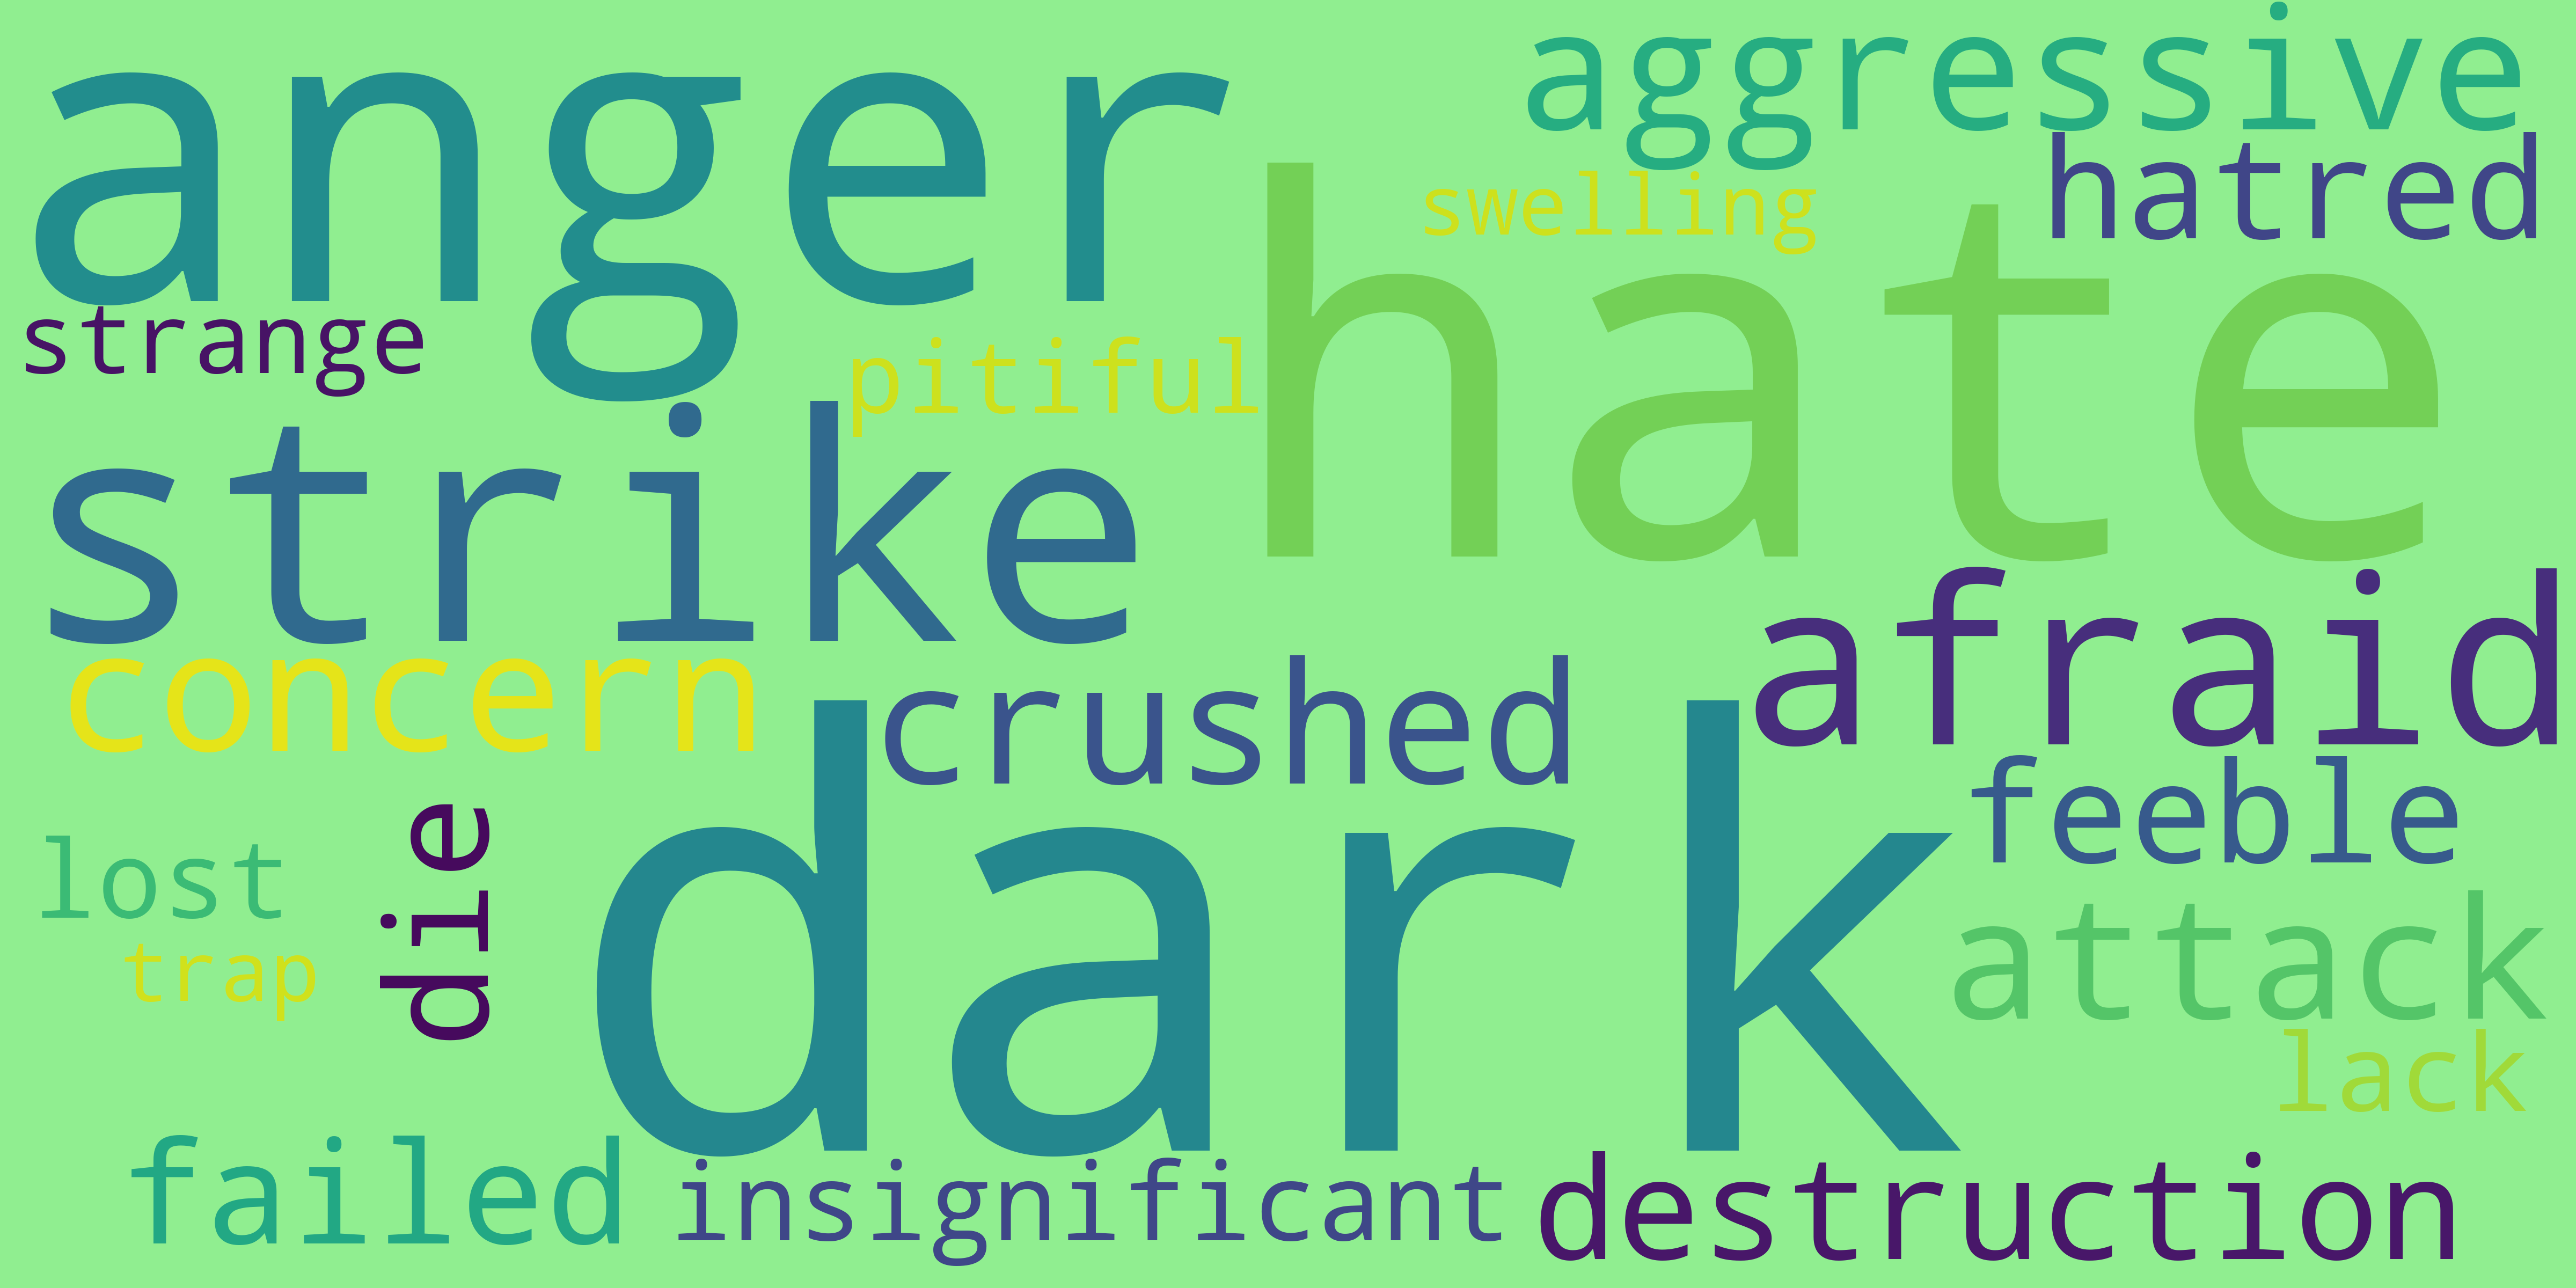 aggressive
anger
hatred
swelling
hate
strange
pitiful
strike
afraid
concern
crushed
dark
feeble
die
lost
attack
trap
lack
failed
insignificant
destruction